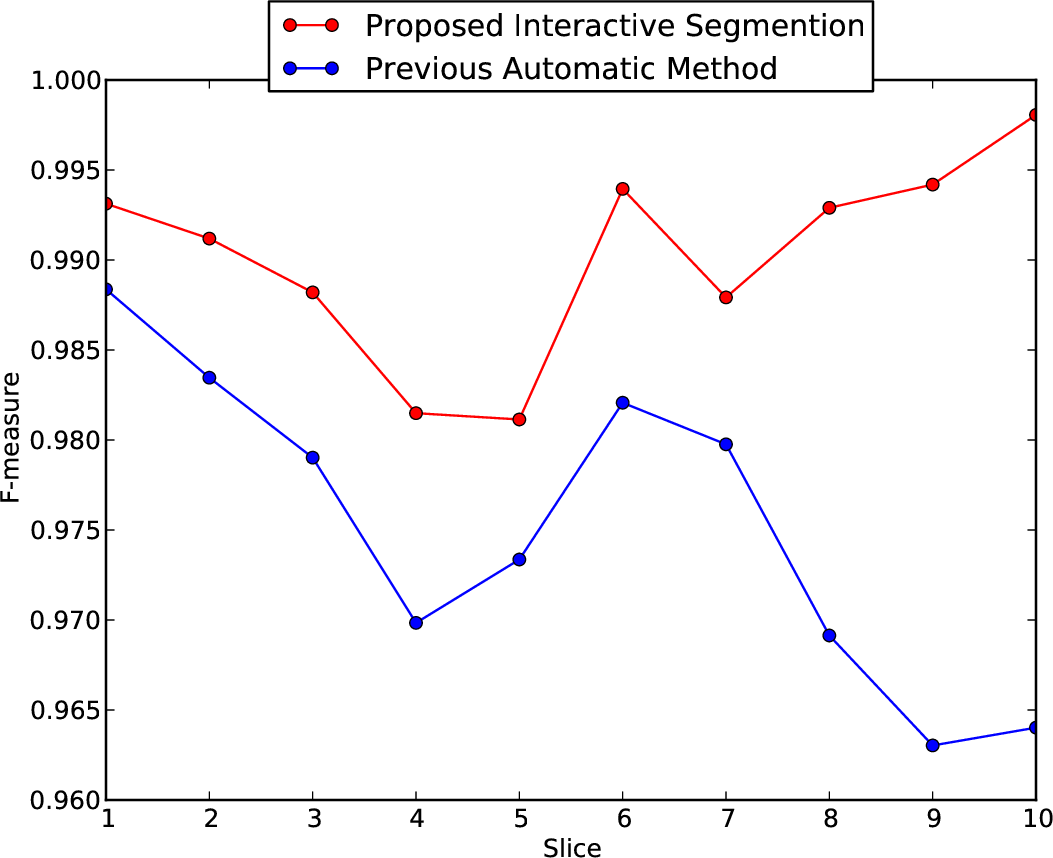 Proposed Interactive Segmention
Previous Automatic Method
1.000
0.995
0.990
0.985
0.980
0.975
0.970
0.965
0.960
F-measure
1 2 3 4 5 6 7 8 9 10
Slice